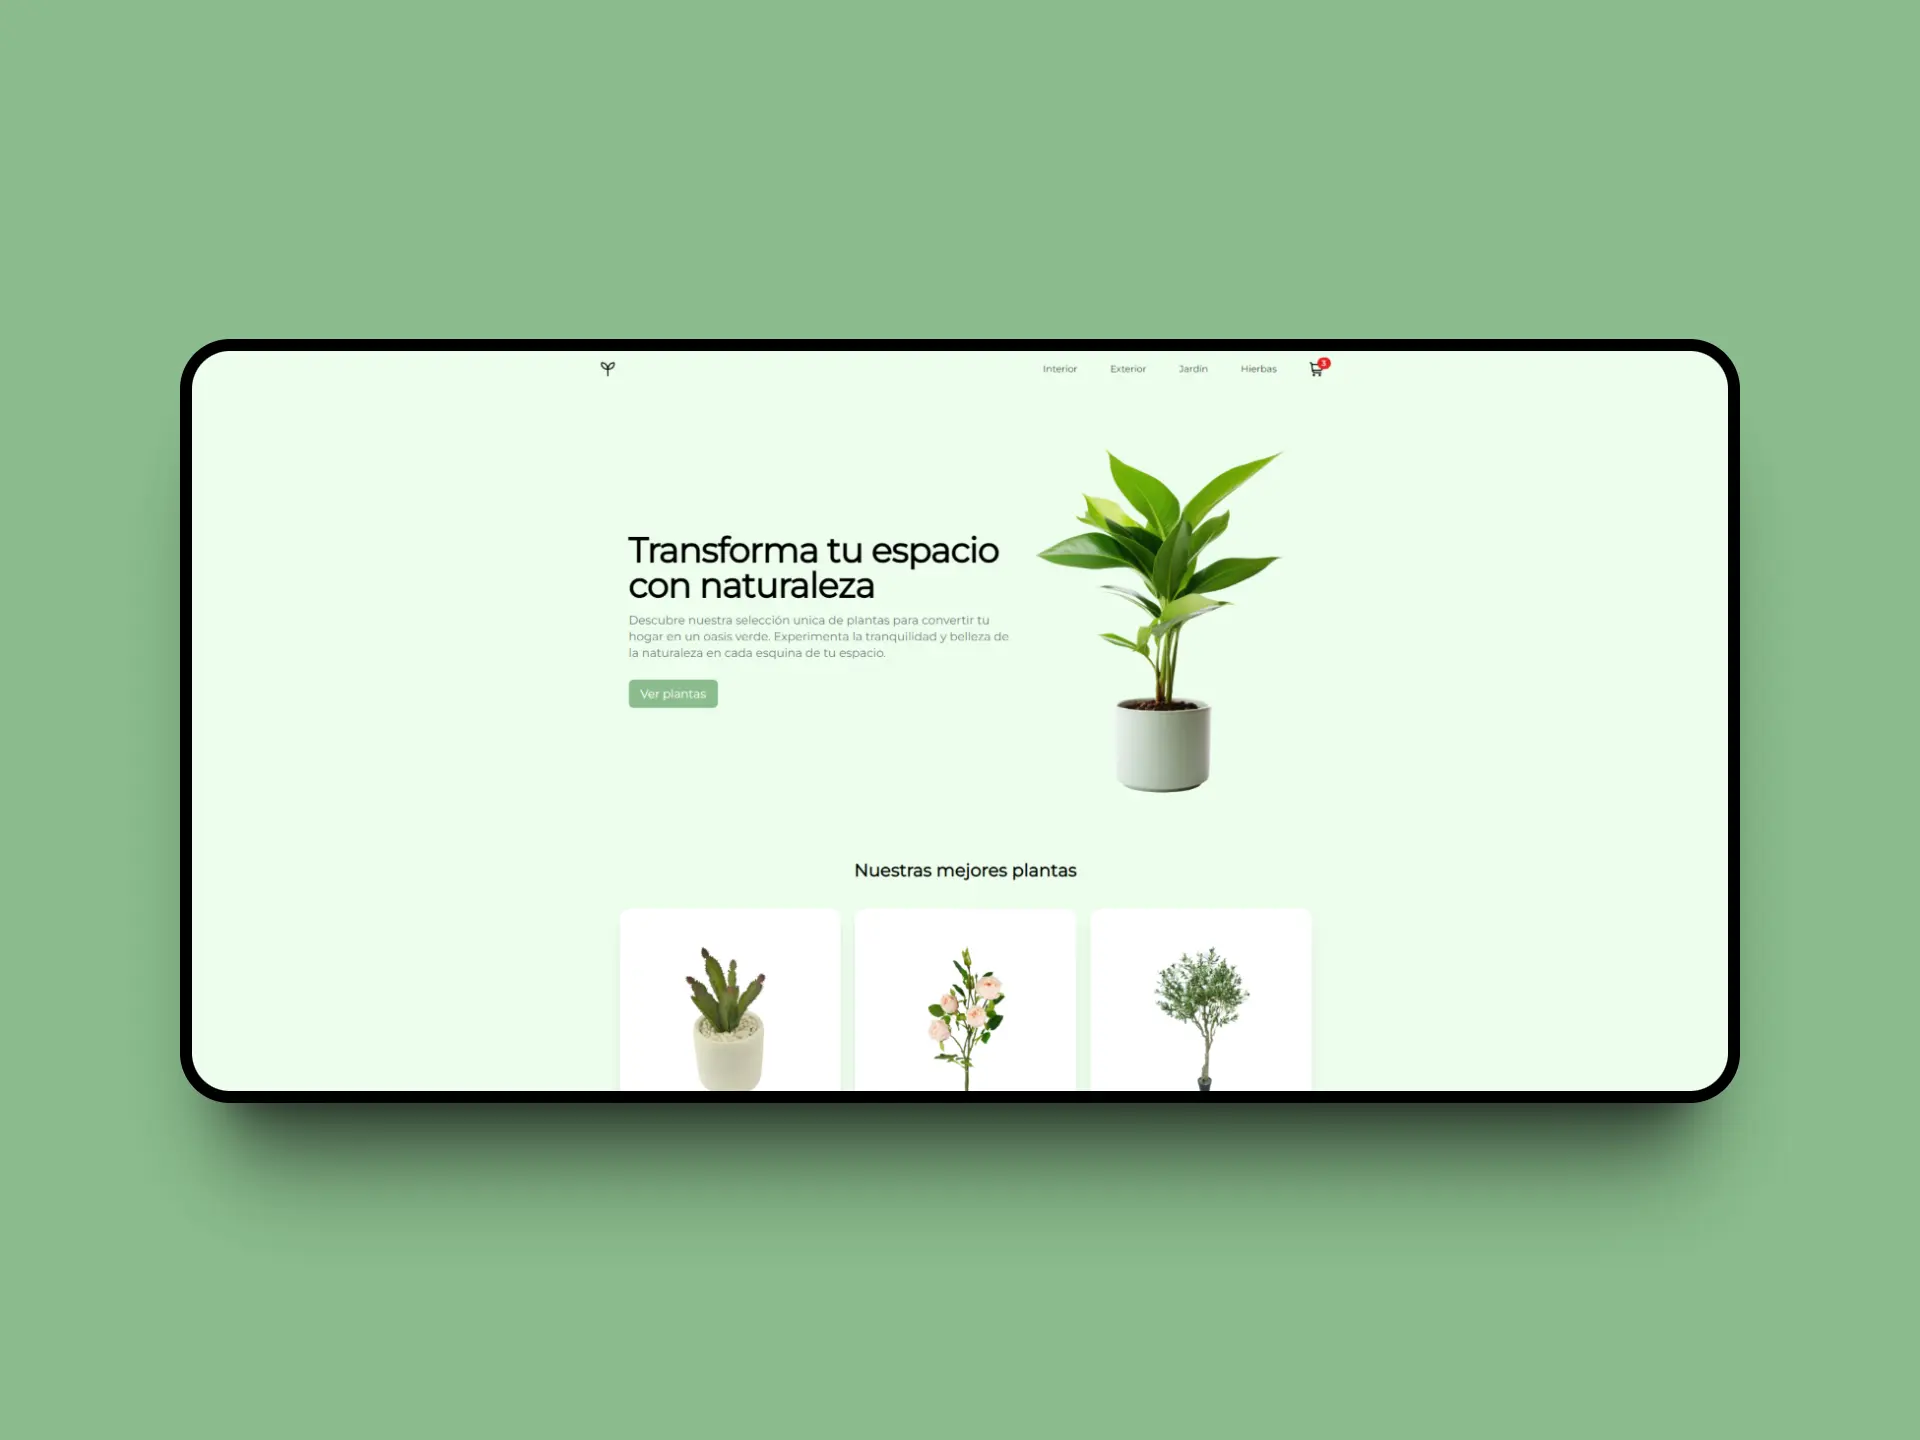 Interior Exterior Jardín Hierbas 3
Transforma tu espacio
con naturaleza
Descubre nuestra selección unica de plantas para convertir tu
hogar en un oasis verde. Experimenta la tranquilidad y belleza de
la naturaleza en cada esquina de tu espacio.
Ver plantas
Nuestras mejores plantas